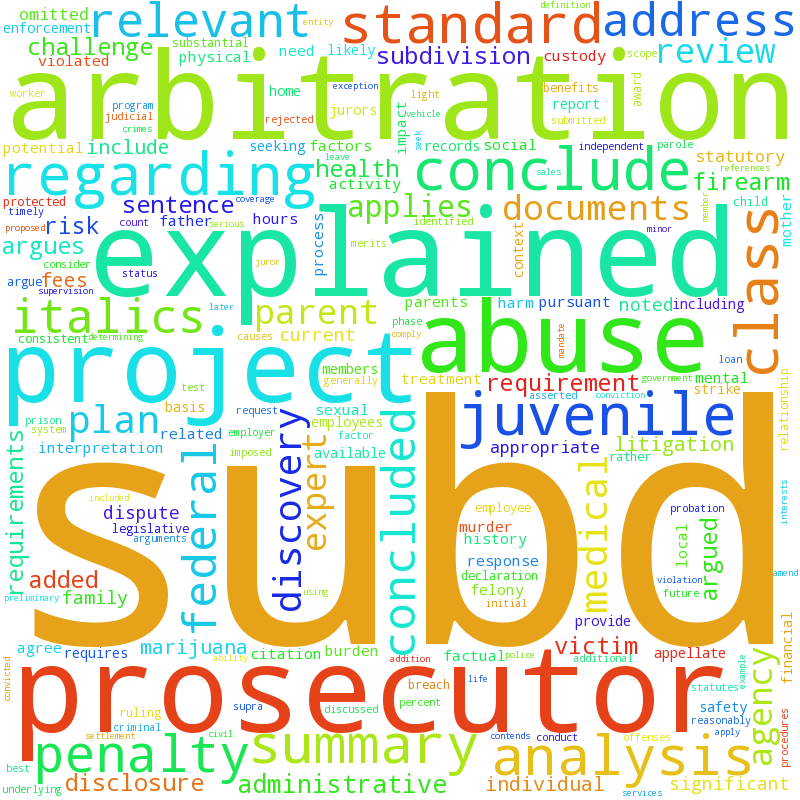 omitted
relevant
entity
standard
definition
address
enforcement
challenge
substantial
physical
need
likely
subdivision
custody
scope
review
violated
arbitration
worker
program
judicial
crimes
home
rejected
seeking
jurors
exception
light
impact
vehicle
seek
benefits
report
submitted
award
independent
parole
statutory
references
potential
include
factors
records
social
regarding
health
activity
leave
conclude
sales
firearm
child
member
mother
protected
timely
proposed
risk
sentence
count
father
coverage
serious
hours
applies
identified
documents
minor
class
argues
consider
explained
process
merits
context
argue
fees
status
supervision
juror
later
italics
parent
parents
phase
comply
harm
pursuant
noted
including
consistent
determining
causes
current
abuse
mandate
loan
project
members
generally
test
treatment
requirement
asserted
government
conviction
mental
strike
relationship
plan
basis
request
sexual
employees
factor
available
juvenile
prison
system
related
employer
imposed
interpretation
requirements
federal
discovery
expert
concluded
appropriate
litigation
rather
subd
included
dispute
legislative
arguments
employee
murder
history
response
declaration
felony
initial
medical
probation
local
argued
violation
future
interests
amend
added
family
preliminary
using
provide
agree
requires
marijuana
citation
burden
factual
additional
victim
appellate
financial
convicted
prosecutor
ability
addition
police
breach
life
percent
discussed
supra
ruling
criminal
civil
settlement
statutes
example
safety
reasonably
apply
agency
procedures
penalty
summary
contends
conduct
offenses
analysis
best
underlying
disclosure
administrative
individual
services
significant